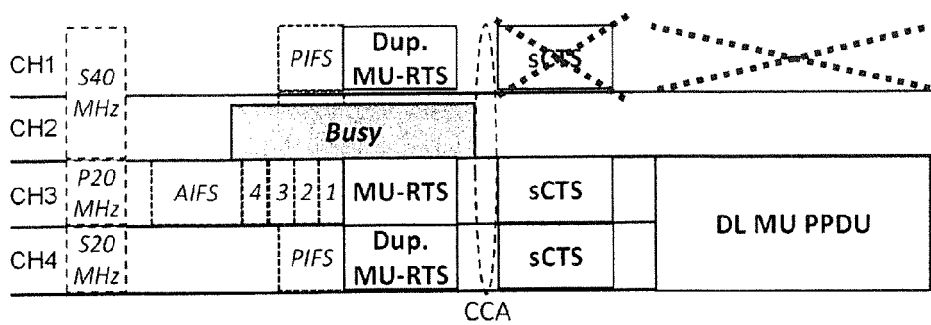 CH1
S40
MHz
PIFS
Dup.
MU-RTS
sCTS
CH2
Busy
CH3
P20
MHz
AIFS
4
3
2
1
MU-RTS
sCTS
DL MU PPDU
CH4
S20
MHz
PIFS
Dup.
MU-RTS
sCTS
CCA